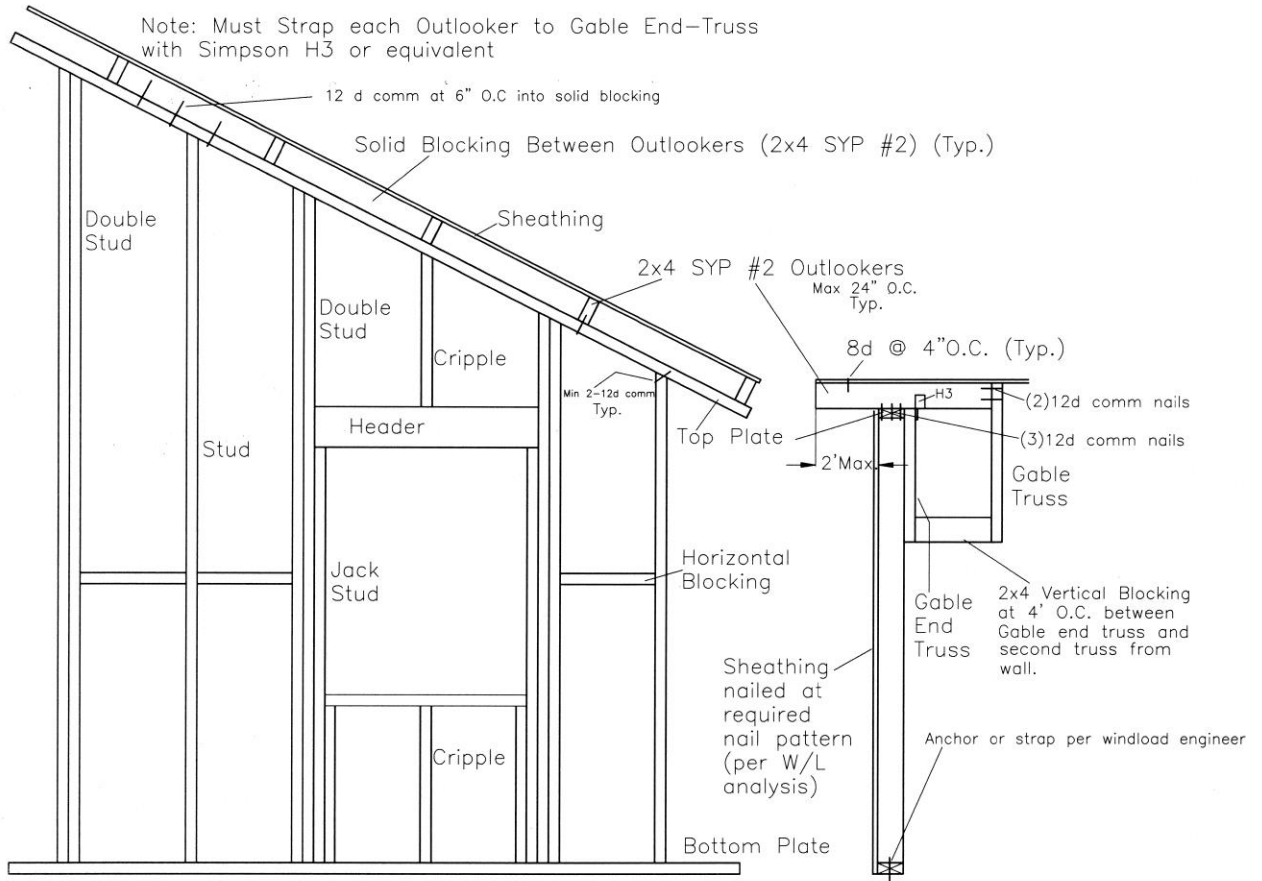 Note: Must Strap each Outlooker to Gable End-Truss
with Simpson H3 or equivalent
12 d comm at 6" O.C into solid blocking
Solid Blocking Between Outlookers (2x4 SYP #2) (Typ.)
Double
Stud
Sheathing
2x4 SYP #2 Outlookers
Max 24" O.C.
Typ.
Double
Stud
Cripple
8d @ 4"O.C. (Typ.)
Min 2-12d comm
Typ.
H3
(2)12d comm nails
Header
Top Plate
(3)12d comm nails
Stud
2'Max.
Gable
Truss
Jack
Stud
Horizontal
Blocking
Gable
End
Truss
2x4 Vertical Blocking
at 4' O.C. between
Gable end truss and
second truss from
wall.
Sheathing
nailed at
required
nail pattern
(per W/L
analysis)
Cripple
Anchor or strap per windload engineer
Bottom Plate